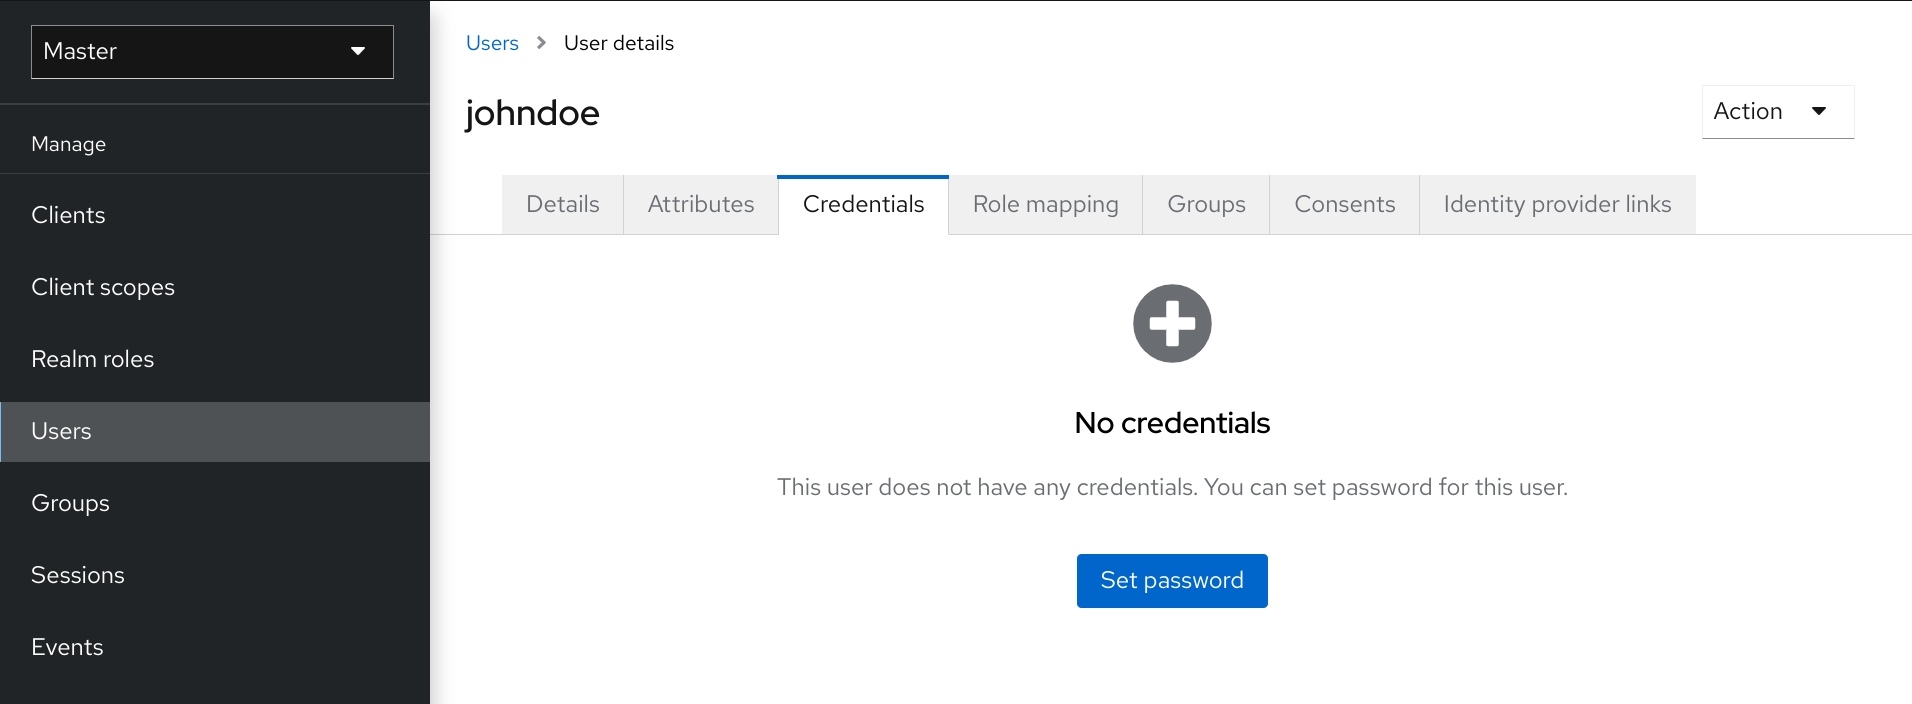 Master
Manage
Clients
Client scopes
Realm roles
Users
Groups
Sessions
Events
Users > User details
johndoe
Action
Details Attributes Credentials Role mapping Groups Consents Identity provider links
No credentials
This user does not have any credentials. You can set password for this user.
Set password